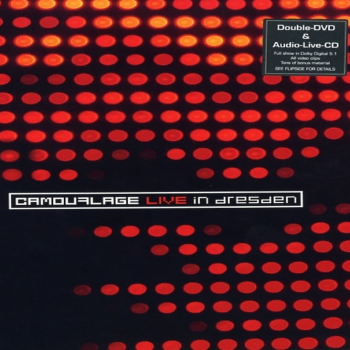 Double-DVD
&
Audio-Live-CD
Full show in Dolby Digital 5.1
All video clips
Tons of bonus material
SEE FLIPSIDE FOR DETAILS
CAMOUFLAGE LIVE in dresden